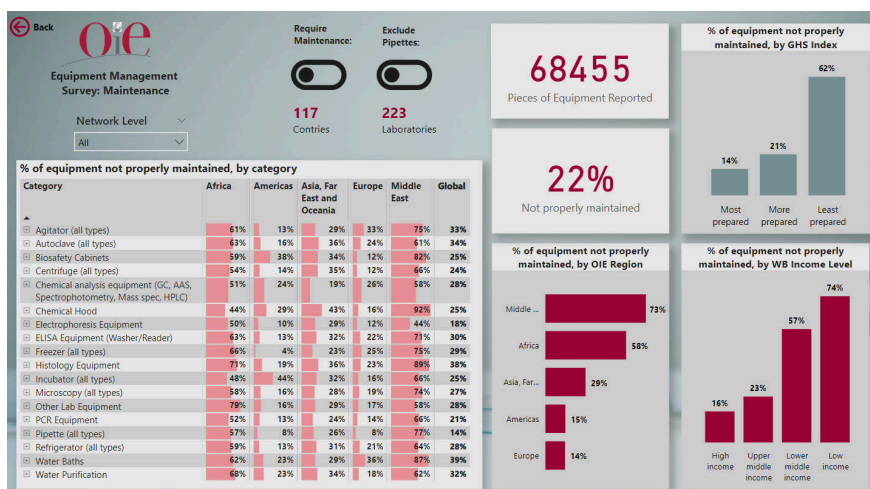 Back
OiE
Equipment Management
Survey: Maintenance
Network Level
All
Require
Maintenance:
Exclude
Pipettes:
117
Contries
223
Laboratories
68455
Pieces of Equipment Reported
22%
Not properly maintained
% of equipment not properly
maintained, by GHS Index
62%
21%
14%
Most
prepared
More
prepared
Least
prepared
% of equipment not properly maintained, by category
Category Africa Americas Asia, Far East and Oceania Europe Middle East Global
Agitator (all types) 61% 13% 29% 33% 75% 33%
Autoclave (all types) 63% 16% 36% 24% 61% 34%
Biosafety Cabinets 59% 38% 34% 12% 82% 25%
Centrifuge (all types) 54% 14% 35% 12% 66% 24%
Chemical analysis equipment (GC, AAS, 51% 24% 19% 26% 58% 28%
Spectrophotometry, Mass spec, HPLC)
Chemical Hood 44% 29% 43% 16% 92% 25%
Electrophoresis Equipment 50% 10% 29% 12% 44% 18%
ELISA Equipment (Washer/Reader) 63% 13% 32% 22% 71% 30%
Freezer (all types) 66% 4% 23% 25% 75% 29%
Histology Equipment 71% 19% 36% 23% 89% 38%
Incubator (all types) 48% 44% 32% 16% 66% 25%
Microscopy (all types) 58% 16% 28% 19% 74% 27%
Other Lab Equipment 79% 16% 29% 17% 58% 28%
PCR Equipment 52% 13% 24% 14% 66% 21%
Pipette (all types) 57% 8% 26% 8% 77% 14%
Refrigerator (all types) 59% 13% 31% 21% 64% 28%
Water Baths 62% 23% 29% 36% 87% 39%
Water Purification 68% 23% 34% 18% 62% 32%
% of equipment not properly
maintained, by OIE Region
Middle ... 73%
Africa 58%
Asia, Far... 29%
Americas 15%
Europe 14%
% of equipment not properly
maintained, by WB Income Level
74%
57%
23%
16%
High
income
Upper
middle
income
Lower
middle
income
Low
income